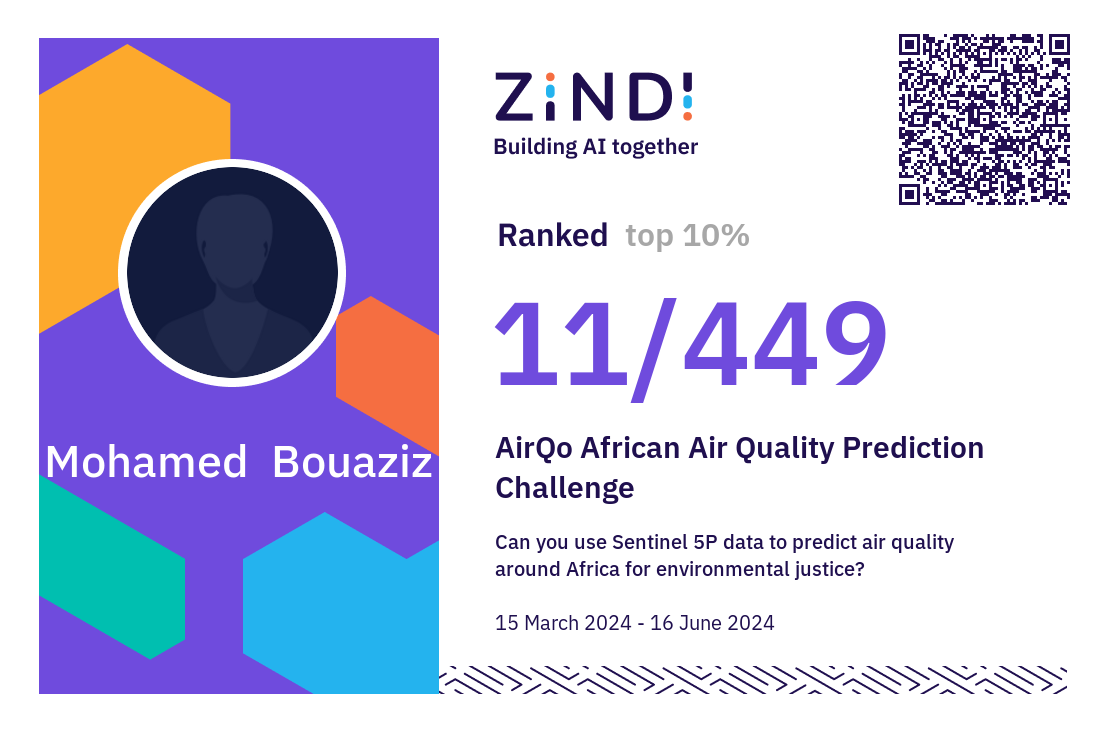 Mohamed Bouaziz
ZiND!
Building AI together
Ranked top 10%
11/449
AirQo African Air Quality Prediction
Challenge
Can you use Sentinel 5P data to predict air quality
around Africa for environmental justice?
15 March 2024 - 16 June 2024